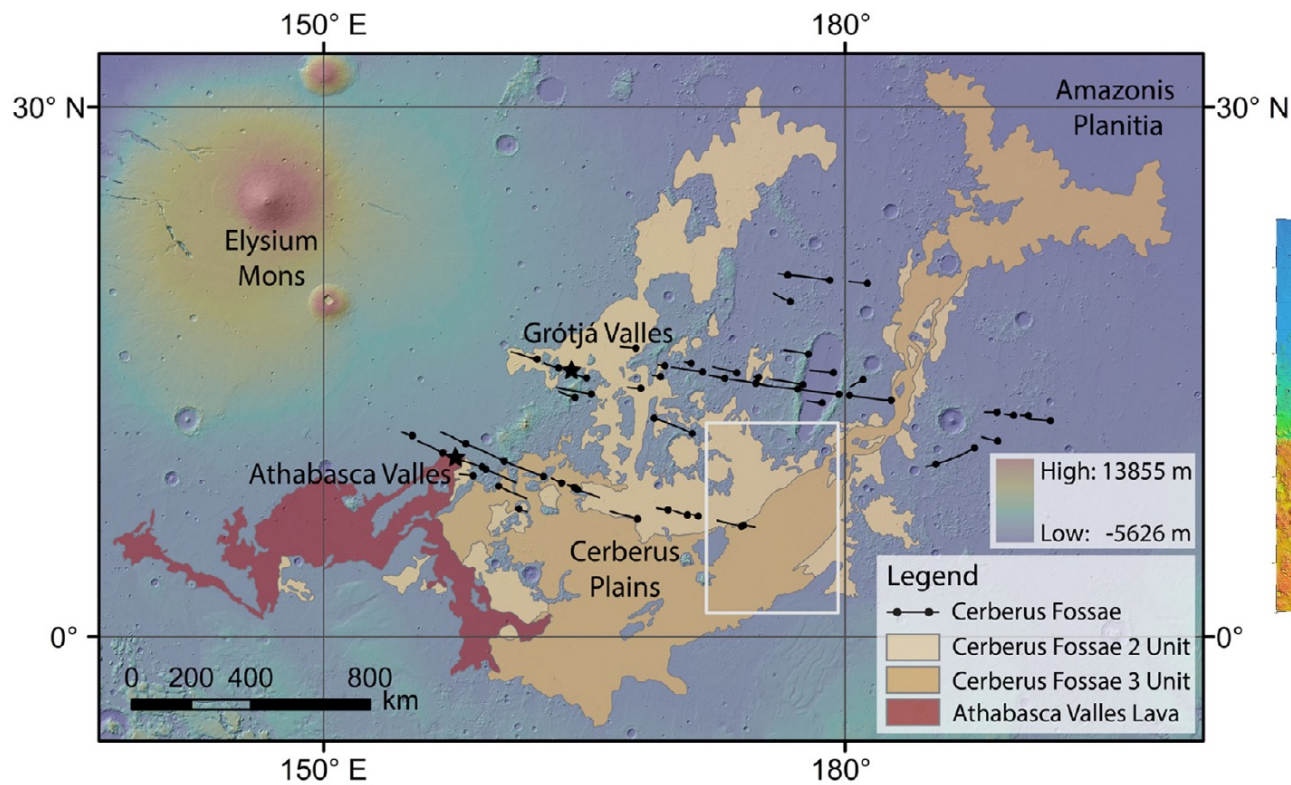 150° E
180°
30° N
30° N
Amazonis
Planitia
Elysium
Mons
Grótjá Valles
Athabasca Valles
High: 13855 m
Low: -5626 m
Cerberus
Plains
Legend
Cerberus Fossae
0°
0°
Cerberus Fossae 2 Unit
0 200 400 800
km
Cerberus Fossae 3 Unit
Athabasca Valles Lava
150° E
180°